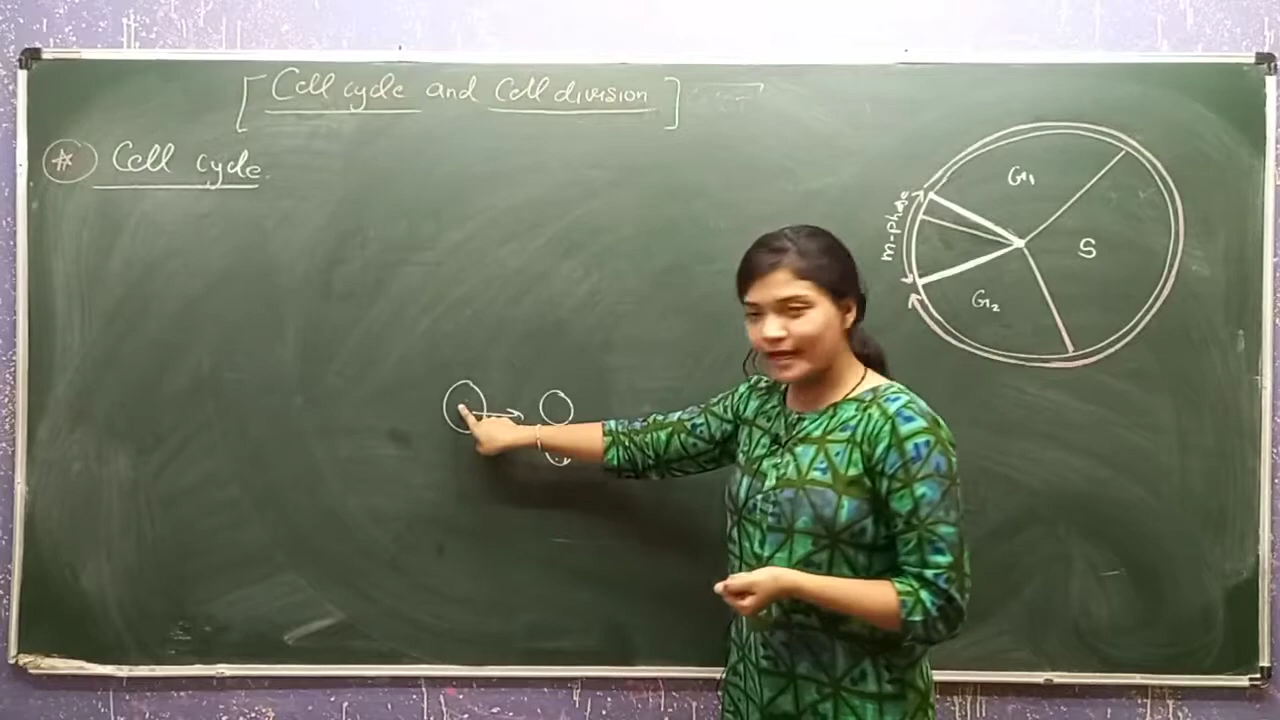 [Cell cycle and Cell division]
Cell cycle.
G1
S
G2
m-phase